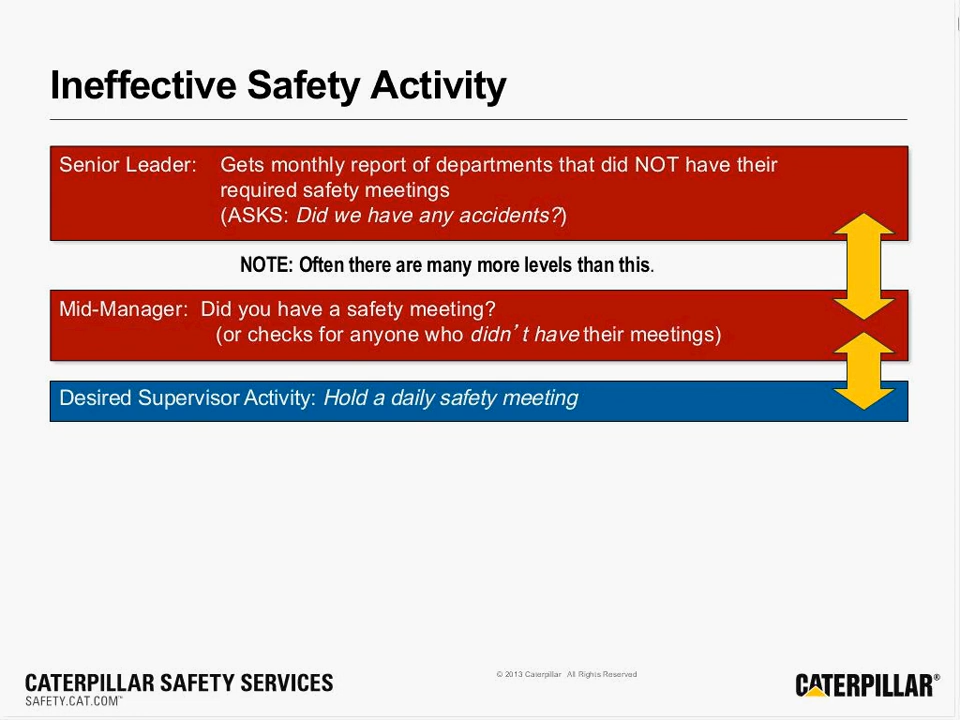 Ineffective Safety Activity
Senior Leader: Gets monthly report of departments that did NOT have their
required safety meetings
(ASKS: Did we have any accidents?)
NOTE: Often there are many more levels than this.
Mid-Manager: Did you have a safety meeting?
(or checks for anyone who didn't have their meetings)
Desired Supervisor Activity: Hold a daily safety meeting
CATERPILLAR SAFETY SERVICES
SAFETY.CAT.COM™
© 2013 Caterpillar All Rights Reserved
CATERPILLAR®